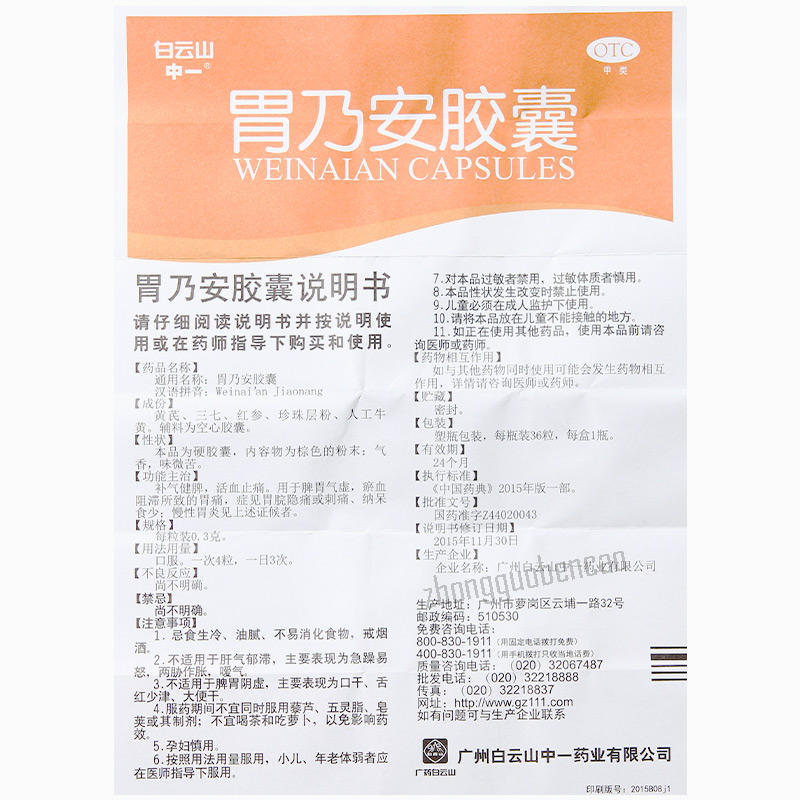 白云山
中一®
OTC
甲类
胃乃安胶囊
WEINAIAN CAPSULES
胃乃安胶囊说明书
请仔细阅读说明书并按说明使
用或在药师指导下购买和使用。
【药品名称】
通用名称：胃乃安胶囊
汉语拼音：Weinai'an Jiaonang
【成份】
黄芪、三七、红参、珍珠层粉、人工牛
黄。辅料为空心胶囊。
【性状】
本品为硬胶囊，内容物为棕色的粉末；气
香，味微苦。
【功能主治】
补气健脾，活血止痛。用于脾胃气虚，瘀血
阻滞所致的胃痛，症见胃脘隐痛或刺痛、纳呆
食少；慢性胃炎见上述证候者。
【规格】
每粒装0.3克。
【用法用量】
口服。一次4粒，一日3次。
【不良反应】
尚不明确。
【禁忌】
尚不明确。
【注意事项】
1. 忌食生冷、油腻、不易消化食物，戒烟
酒。
2.不适用于肝气郁滞，主要表现为急躁易
怒，两胁作胀，嗳气。
3.不适用于脾胃阴虚，主要表现为口干、舌
红少津、大便干。
4.服药期间不宜同时服用藜芦、五灵脂、皂
荚或其制剂；不宜喝茶和吃萝卜，以免影响药
效。
5.孕妇慎用。
6.按照用法用量服用，小儿、年老体弱者应
在医师指导下服用。
7.对本品过敏者禁用，过敏体质者慎用。
8.本品性状发生改变时禁止使用。
9.儿童必须在成人监护下使用。
10.请将本品放在儿童不能接触的地方。
11.如正在使用其他药品，使用本品前请咨
询医师或药师。
【药物相互作用】
如与其他药物同时使用可能会发生药物相互
作用，详情请咨询医师或药师。
【贮藏】
密封。
【包装】
塑瓶包装，每瓶装36粒，每盒1瓶。
【有效期】
24个月
【执行标准】
《中国药典》2015年版一部。
【批准文号】
国药准字Z44020043
【说明书修订日期】
2015年11月30日
【生产企业】
企业名称：广州白云山中一药业有限公司
zhongguobencao
生产地址：广州市萝岗区云埔一路32号
邮政编码：510530
免费咨询电话：
800-830-1911(用固定电话拨打免费)
400-830-1911(用手机拨打只收当地话费)
质量咨询电话：（020）32067487
批发电话：（020）32218888
传真：（020）32218837
网址：http://www.gz111.com
如有问题可与生产企业联系
广药白云山
广州白云山中一药业有限公司
印刷版号：2015B08j1